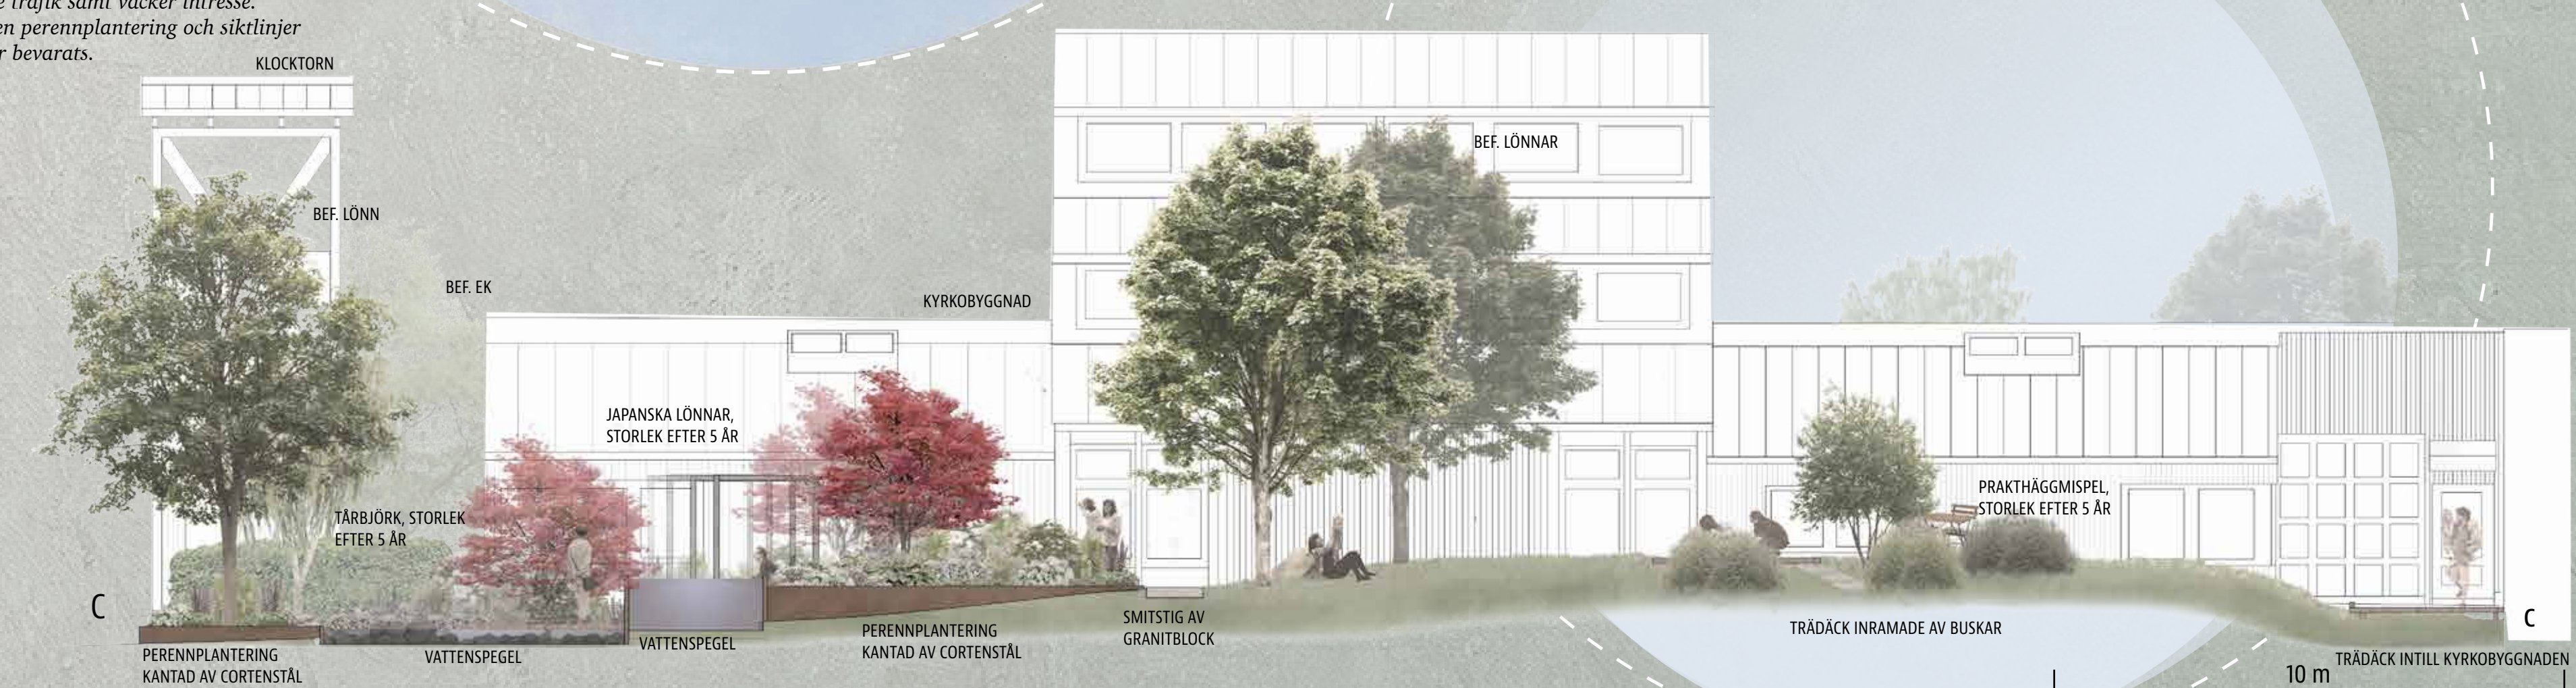 e trafik samt väcker intresse.
en perennplantering och siktlinjer
r bevarats.
KLOCKTORN
BEF. LÖNN
BEF. EK
KYRKOBYGGNAD
BEF. LÖNNAR
JAPANSKA LÖNNAR,
STORLEK EFTER 5 ÅR
TÅRBJÖRK, STORLEK
EFTER 5 ÅR
PRAKTHÄGGMISPEL,
STORLEK EFTER 5 ÅR
C
C
PERENNPLANTERING
KANTAD AV CORTENSTÅL
VATTENSPEGEL
VATTENSPEGEL
PERENNPLANTERING
KANTAD AV CORTENSTÅL
SMITSTIG AV
GRANITBLOCK
TRÄDÄCK INRAMADE AV BUSKAR
TRÄDÄCK INTILL KYRKOBYGGNADEN
10 m